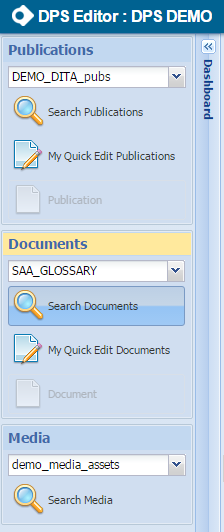 DPS Editor : DPS DEMO
Publications
DEMO_DITA_pubs
Search Publications
My Quick Edit Publications
Publication
Documents
SAA_GLOSSARY
Search Documents
My Quick Edit Documents
Document
Media
demo_media_assets
Search Media
Dashboard